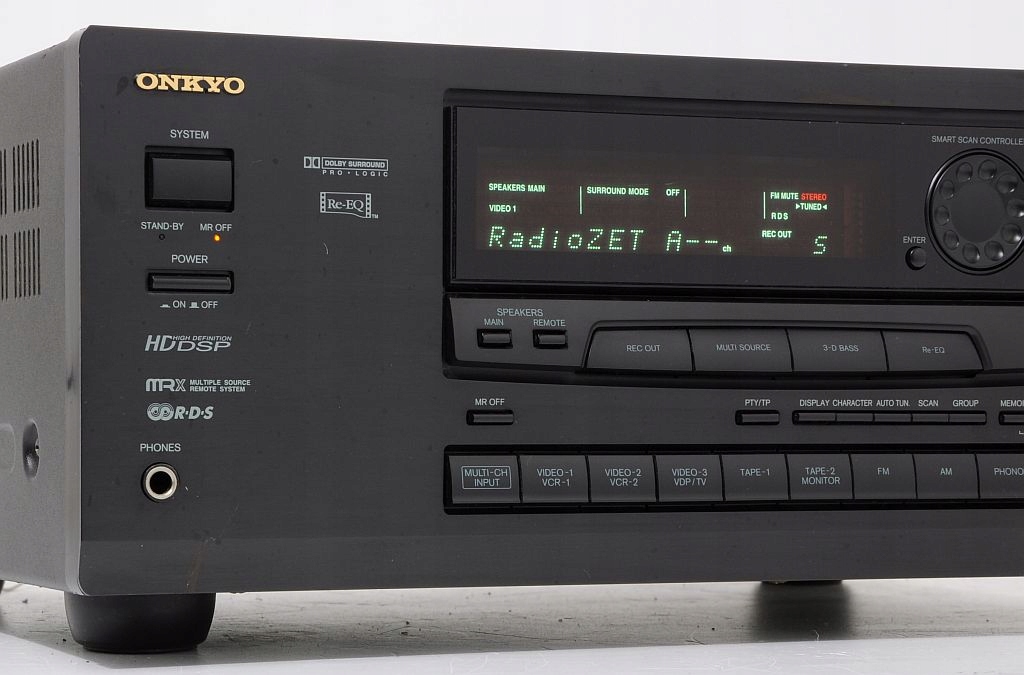 ONKYO
SYSTEM
STAND-BY MR OFF
POWER
ON OFF
HD HIGH DEFINITION
DSP
MRX MULTIPLE SOURCE
REMOTE SYSTEM
R·D·S
PHONES
DOLBY SURROUND
PRO · LOGIC
Re-EQ TM
SPEAKERS MAIN SURROUND MODE OFF FM MUTE STEREO
VIDEO 1 ►TUNED◄
RDS
REC OUT
RadioZET A--. ch 5
SMART SCAN CONTROLLER
ENTER
SPEAKERS
MAIN REMOTE
REC OUT MULTI SOURCE 3-D BASS Re-EQ
MR OFF PTY/TP DISPLAY CHARACTER AUTO TUN. SCAN GROUP MEMO
MULTI-CH
INPUT
VIDEO-1
VCR-1
VIDEO-2
VCR-2
VIDEO-3
VDP/TV
TAPE-1
TAPE-2
MONITOR
FM
AM
PHONO